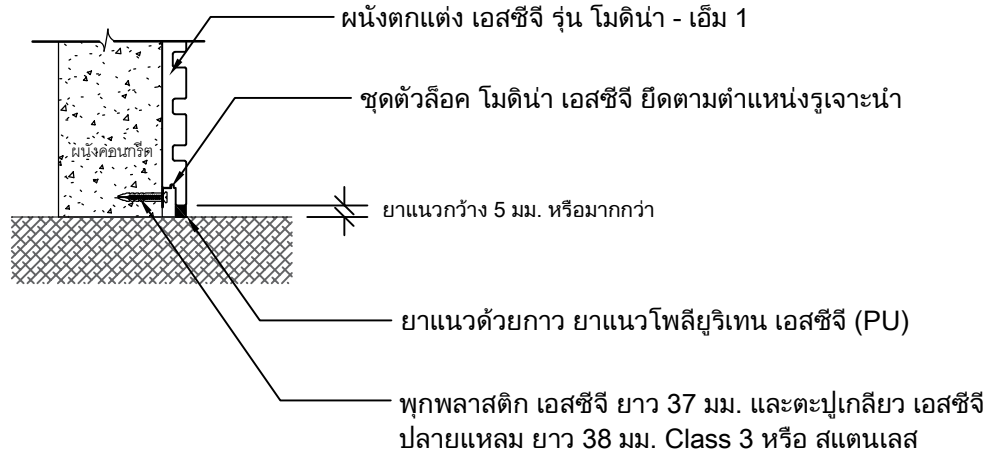 ผนังตกแต่ง เอสซีจี รุ่น โมดิน่า - เอ็ม 1
ชุดตัวล็อค โมดิน่า เอสซีจี ยึดตามตำแหน่งรูเจาะนำ
ผนังคอนกรีต
ยาแนวกว้าง 5 มม. หรือมากกว่า
ยาแนวด้วยกาว ยาแนวโพลียูริเทน เอสซีจี (PU)
พุกพลาสติก เอสซีจี ยาว 37 มม. และตะปูเกลียว เอสซีจี
ปลายแหลม ยาว 38 มม. Class 3 หรือ สแตนเลส